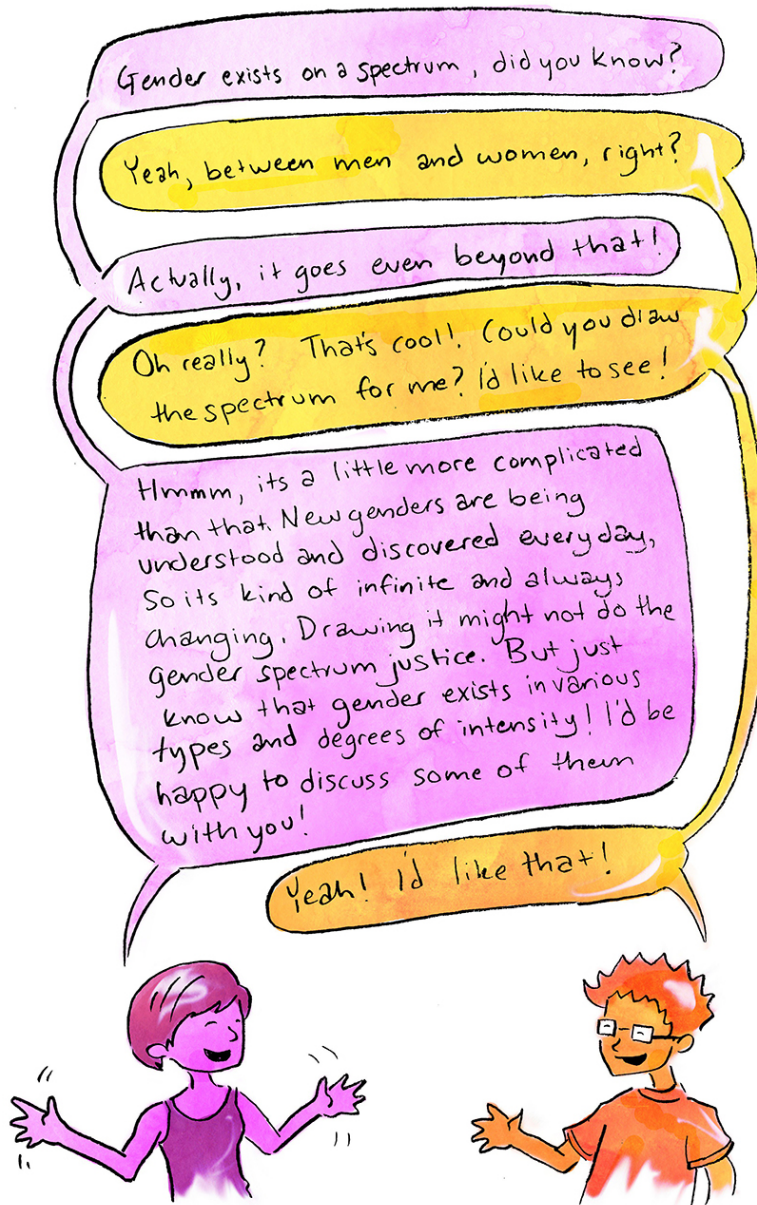 Gender exists on a spectrum, did you know?
Yeah, between men and women, right?
Actually, it goes even beyond that!
Oh really? That's cool! Could you draw
the spectrum for me? I'd like to see!
Hmmm, its a little more complicated
than that. New genders are being
understood and discovered everyday,
So its kind of infinite and always
changing. Drawing it might not do the
gender spectrum justice. But just
know that gender exists in various
types and degrees of intensity! I'd be
happy to discuss some of them
with you!
Yeah! I'd like that!